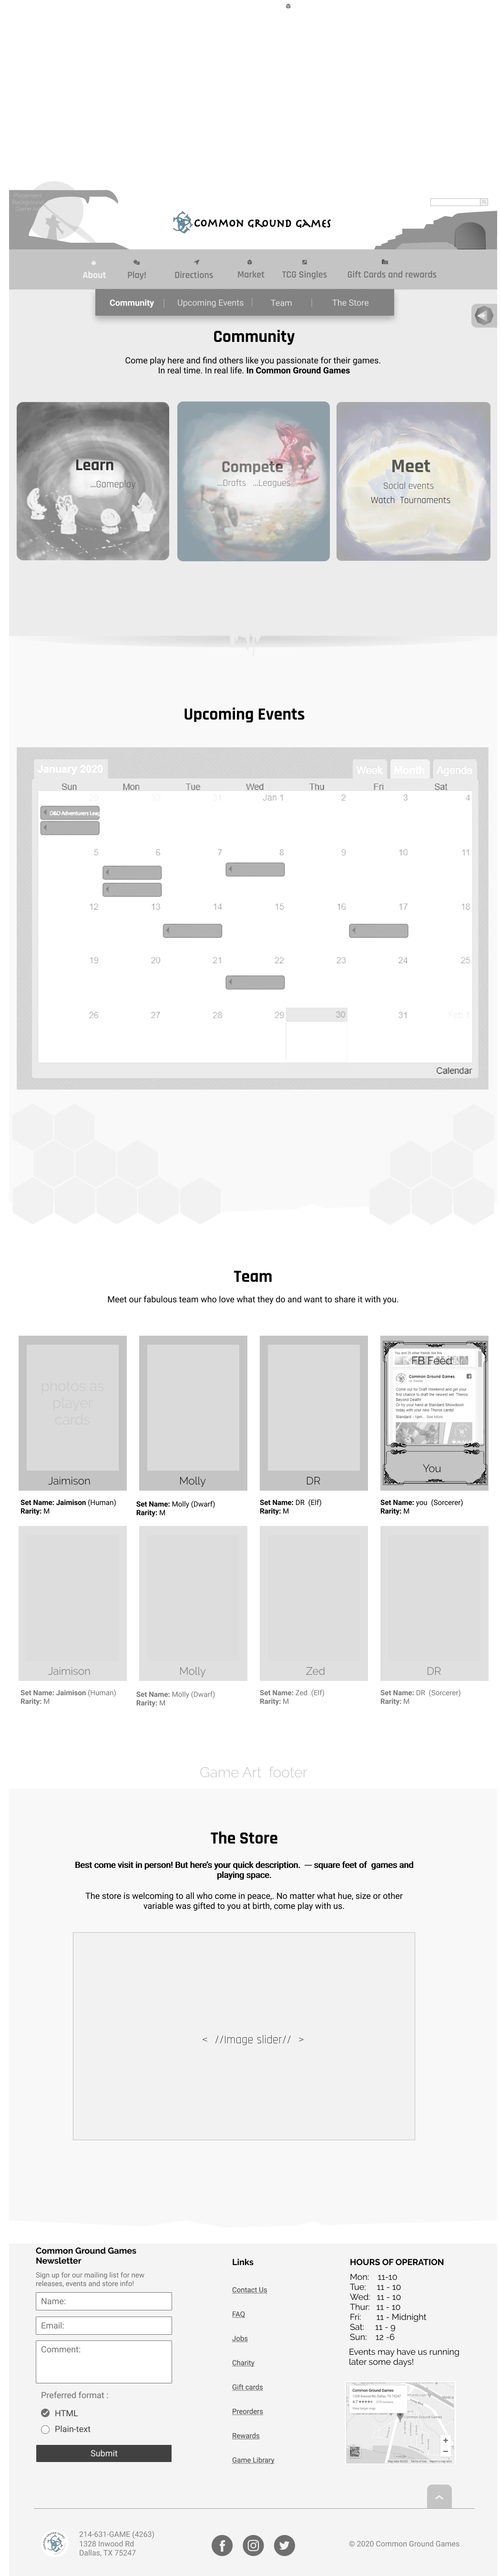 COMMON GROUND GAMES
About Play! Directions Market TCG Singles Gift Cards and rewards
Community | Upcoming Events | Team | The Store
Community
Come play here and find others like you passionate for their games.
In real time. In real life. In Common Ground Games
Learn
...Gameplay
Compete
...Drafts ...Leagues
Meet
Social events
Watch Tournaments
Upcoming Events
January 2020 Week Month Agenda
Sun Mon Tue Wed Thu Fri Sat
Jan 1 2 3 4
D&D Adventurers Leag
5 6 7 8 9 10 11
12 13 14 15 16 17 18
19 20 21 22 23 24 25
26 27 28 29 30 31 Feb 1
Calendar
Team
Meet our fabulous team who love what they do and want to share it with you.
photos as
player
cards
FB Feed
Common Ground Games
Jaimison Molly DR You
Set Name: Jaimison (Human)
Rarity: M
Set Name: Molly (Dwarf)
Rarity: M
Set Name: DR (Elf)
Rarity: M
Set Name: you (Sorcerer)
Rarity: M
Jaimison Molly Zed DR
Set Name: Jaimison (Human)
Rarity: M
Set Name: Molly (Dwarf)
Rarity: M
Set Name: Zed (Elf)
Rarity: M
Set Name: DR (Sorcerer)
Rarity: M
Game Art footer
The Store
Best come visit in person! But here's your quick description. — square feet of games and
playing space.
The store is welcoming to all who come in peace,. No matter what hue, size or other
variable was gifted to you at birth, come play with us.
< //Image slider// >
Common Ground Games
Newsletter
Sign up for our mailing list for new
releases, events and store info!
Name:
Email:
Comment:
Preferred format :
HTML
Plain-text
Submit
Links
Contact Us
FAQ
Jobs
Charity
Gift cards
Preorders
Rewards
Game Library
HOURS OF OPERATION
Mon: 11-10
Tue: 11 - 10
Wed: 11 - 10
Thur: 11 - 10
Fri: 11 - Midnight
Sat: 11 - 9
Sun: 12 -6
Events may have us running
later some days!
Common Ground Games
214-631-GAME (4263)
1328 Inwood Rd
Dallas, TX 75247
© 2020 Common Ground Games